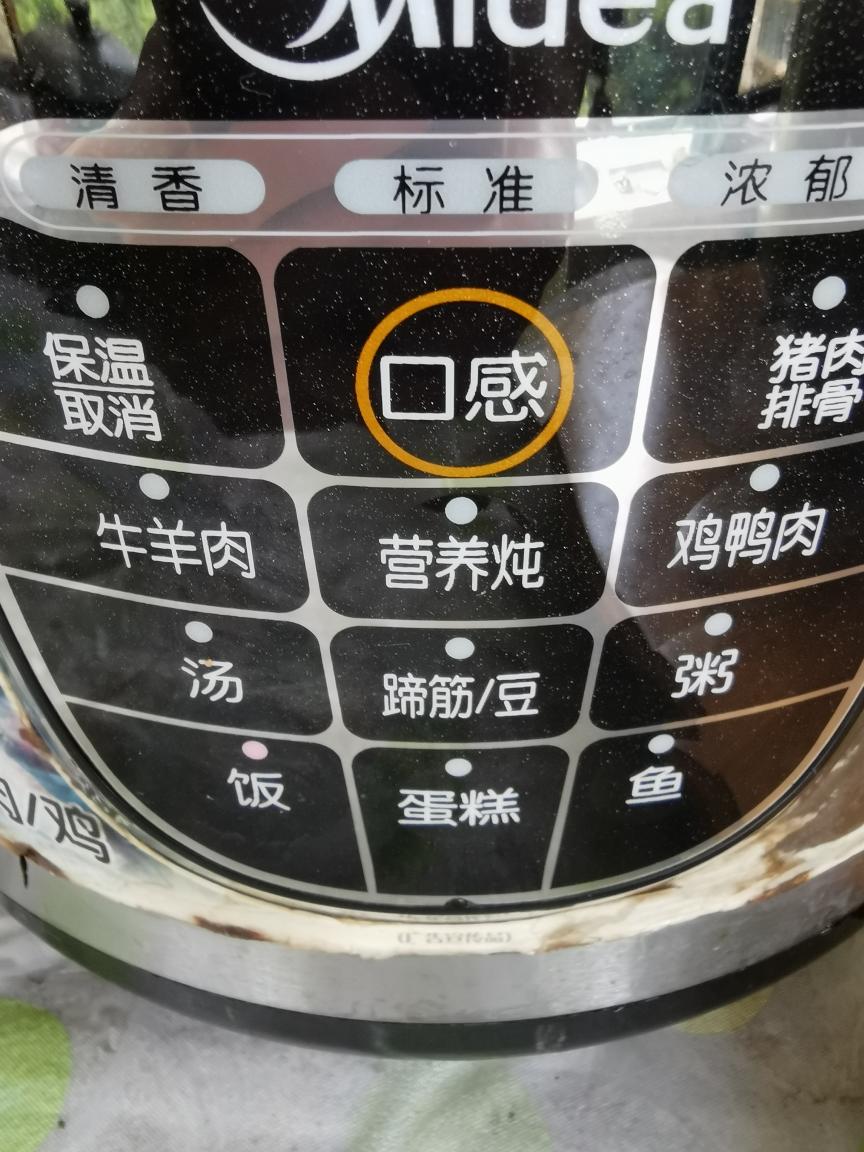 Midea
清香 标准 浓郁
保温
取消
口感
猪肉
排骨
牛羊肉 营养炖 鸡鸭肉
汤 蹄筋/豆 粥
饭 蛋糕 鱼
/鸡